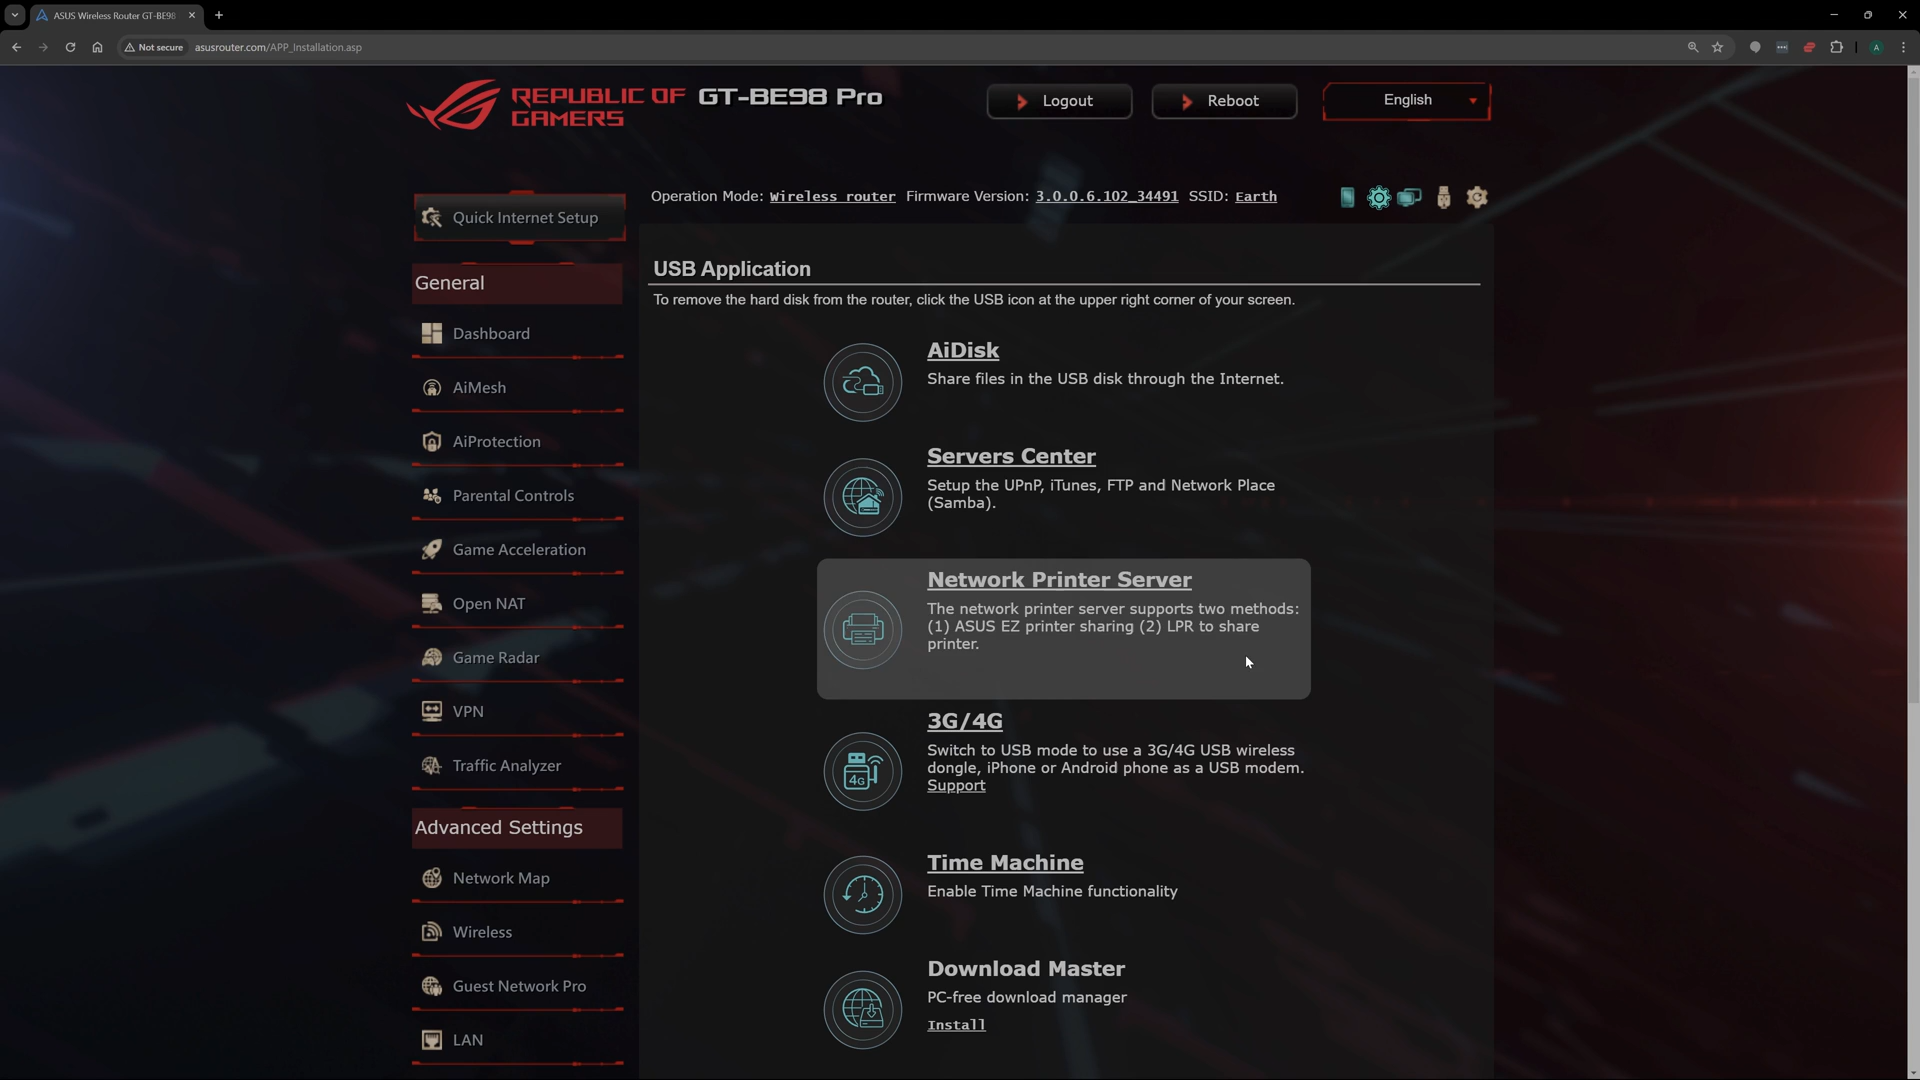 ASUS Wireless Router GT-BE98
Not secure
asusrouter.com/APP_Installation.asp
A
REPUBLIC OF
GAMERS
GT-BE98 Pro
Logout
Reboot
English
Operation Mode: Wireless router Firmware Version: 3.0.0.6.102_34491 SSID: Earth
Quick Internet Setup
General
Dashboard
AiMesh
AiProtection
Parental Controls
Game Acceleration
Open NAT
Game Radar
VPN
Traffic Analyzer
Advanced Settings
Network Map
Wireless
Guest Network Pro
LAN
USB Application
To remove the hard disk from the router, click the USB icon at the upper right corner of your screen.
AiDisk
Share files in the USB disk through the Internet.
Servers Center
Setup the UPnP, iTunes, FTP and Network Place
(Samba).
Network Printer Server
The network printer server supports two methods:
(1) ASUS EZ printer sharing (2) LPR to share
printer.
3G/4G
4G
Switch to USB mode to use a 3G/4G USB wireless
dongle, iPhone or Android phone as a USB modem.
Support
Time Machine
Enable Time Machine functionality
Download Master
PC-free download manager
Install